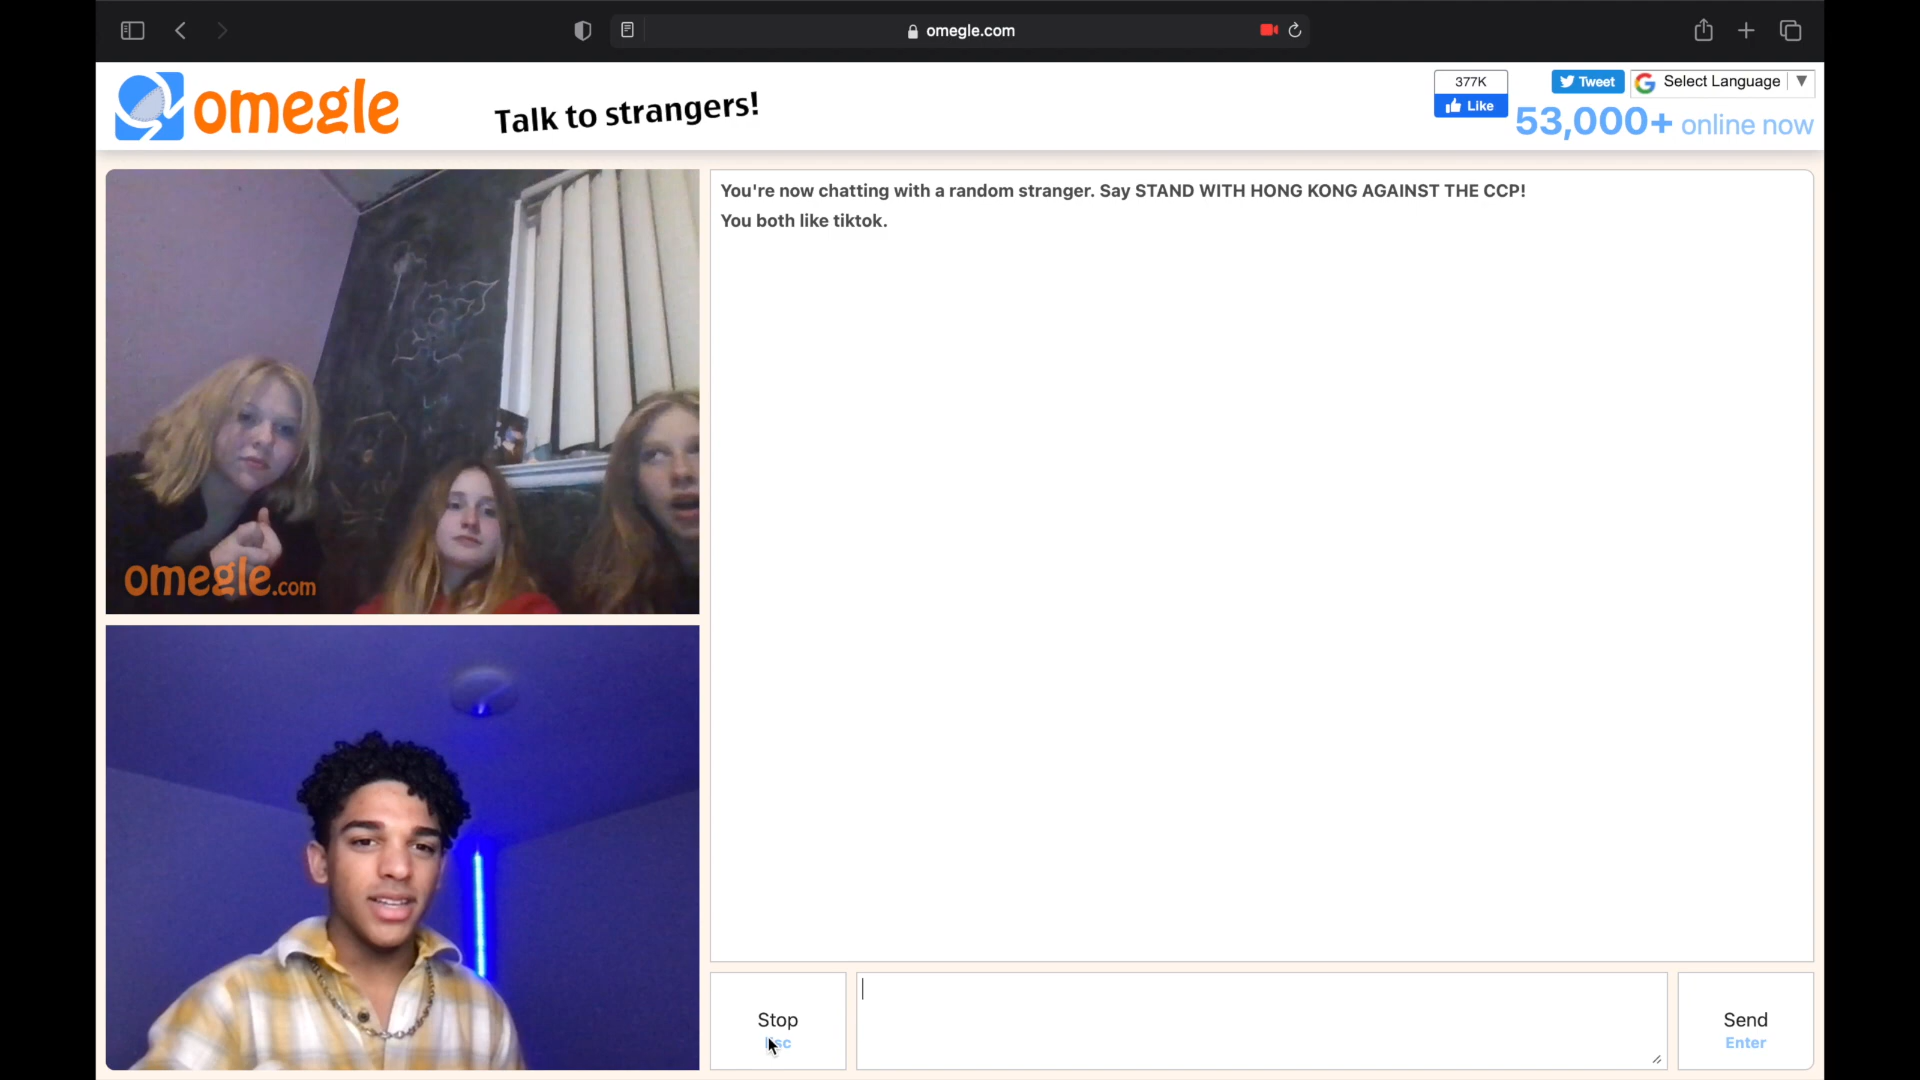 omegle.com
omegle
Talk to strangers!
377K
Like
Tweet
Select Language
53,000+ online now
You're now chatting with a random stranger. Say STAND WITH HONG KONG AGAINST THE CCP!
You both like tiktok.
omegle.com
Stop
Send
Enter